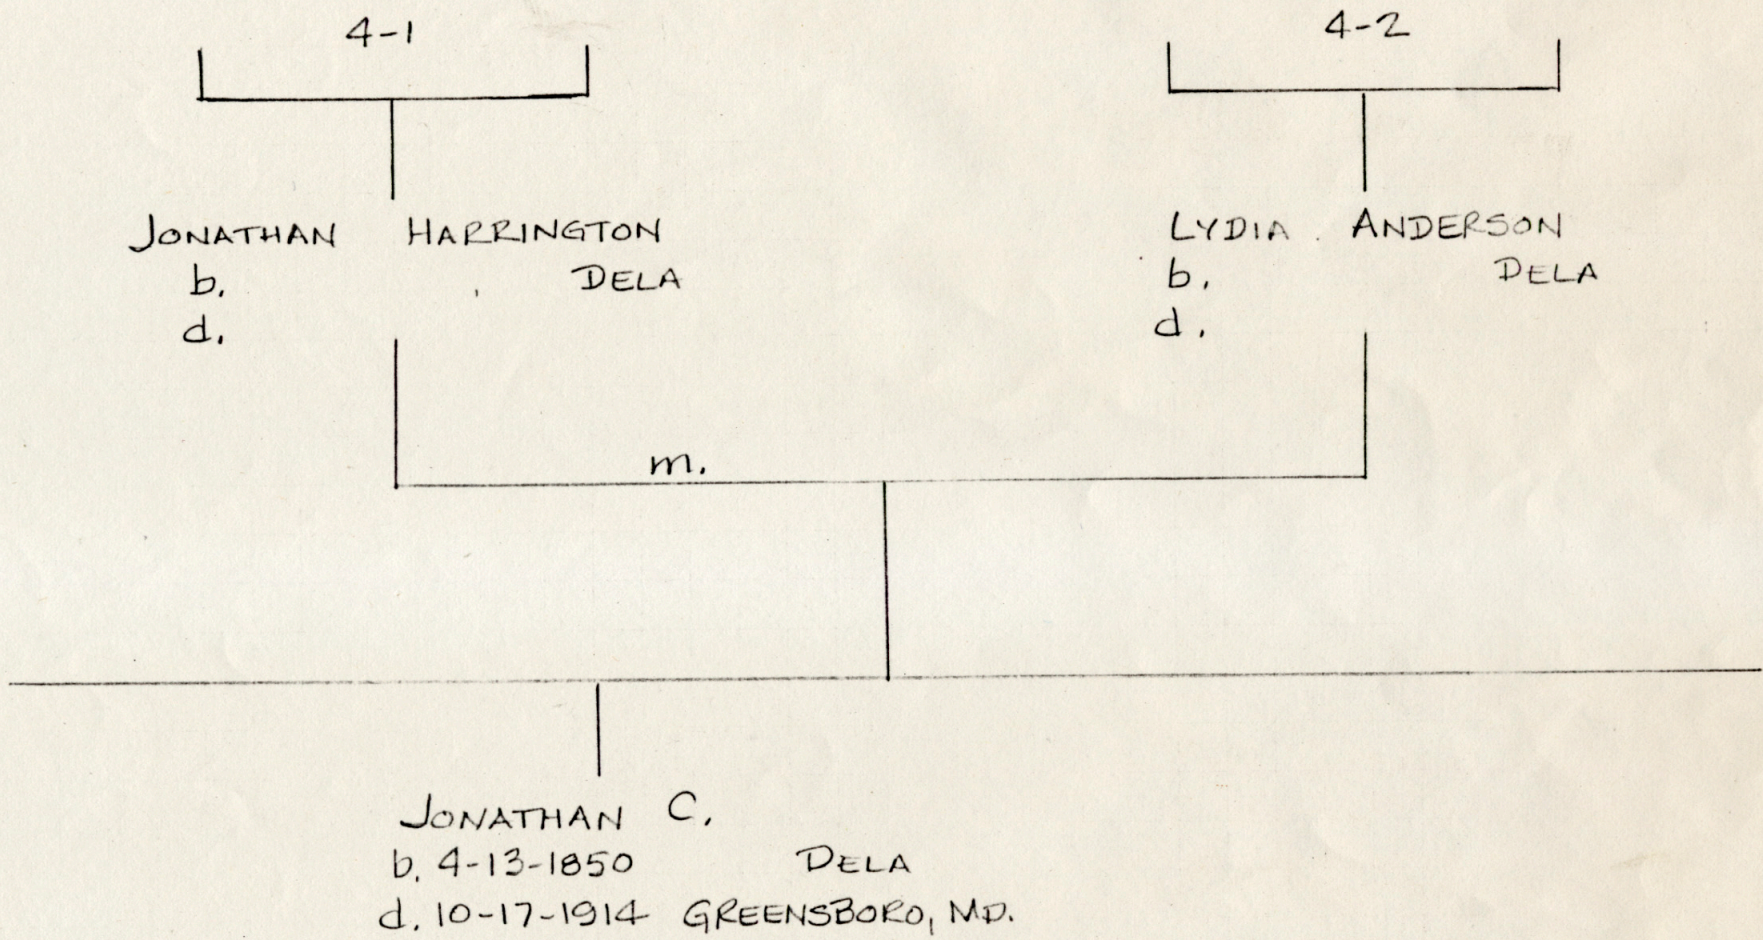 4-1
4-2
JONATHAN HARRINGTON
b. DELA
d.
LYDIA ANDERSON
b. DELA
d.
m.
JONATHAN C.
b. 4-13-1850 DELA
d. 10-17-1914 GREENSBORO, MD.